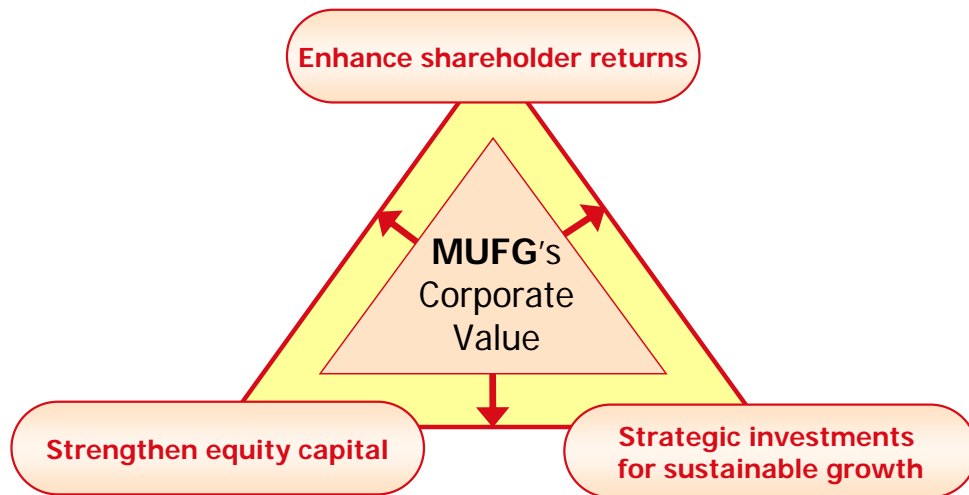 Enhance shareholder returns
MUFG's
Corporate
Value
Strengthen equity capital
Strategic investments
for sustainable growth